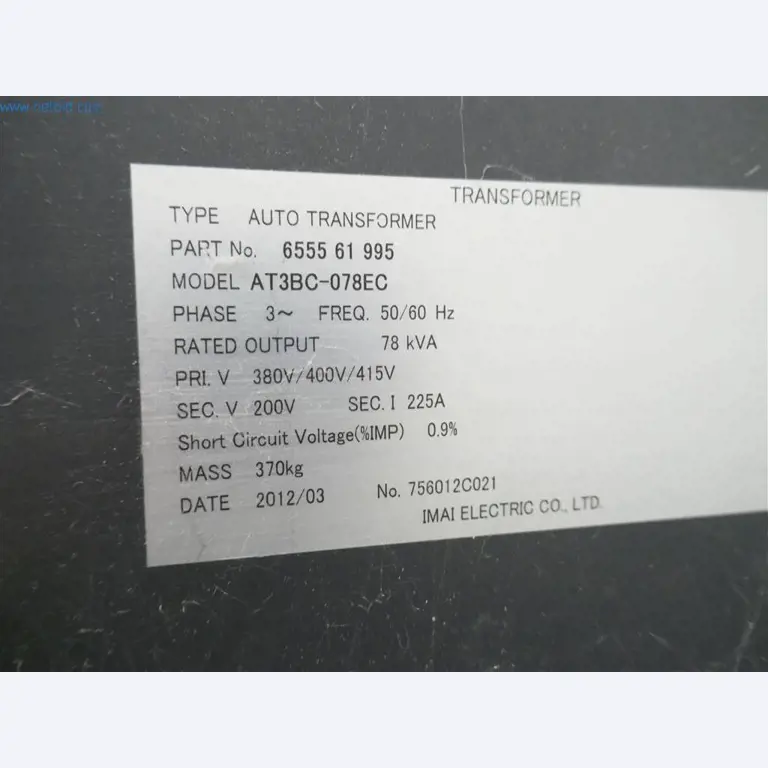 TRANSFORMER
TYPE AUTO TRANSFORMER
PART No. 6555 61 995
MODEL AT3BC-078EC
PHASE 3~ FREQ. 50/60 Hz
RATED OUTPUT 78 kVA
PRI. V 380V/400V/415V
SEC. V 200V SEC. I 225A
Short Circuit Voltage(%IMP) 0.9%
MASS 370kg
DATE 2012/03 No. 756012C021
IMAI ELECTRIC CO., LTD.